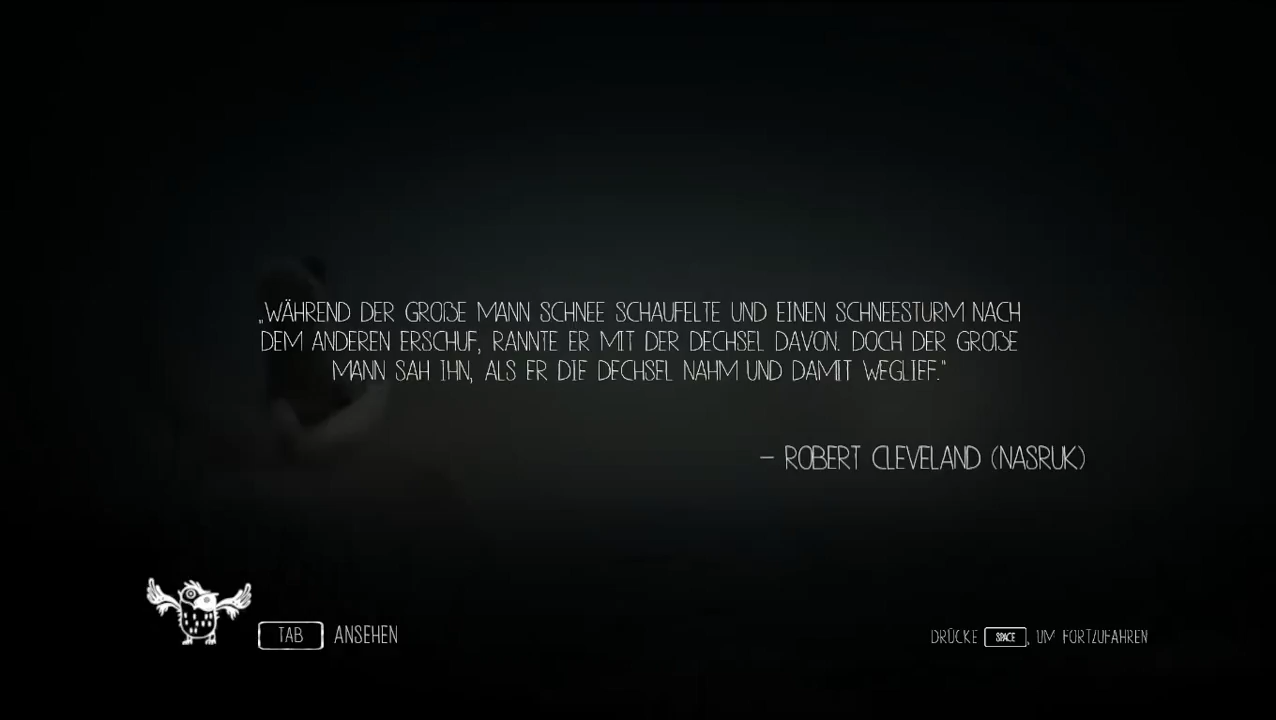 „WÄHREND DER GROßE MANN SCHNEE SCHAUFELTE UND EINEN SCHNEESTURM NACH
DEM ANDEREN ERSCHUF, RANNTE ER MIT DER DECHSEL DAVON. DOCH DER GROßE
MANN SAH IHN, ALS ER DIE DECHSEL NAHM UND DAMIT WEGLIEF."
– ROBERT CLEVELAND (NASRUK)
TAB ANSEHEN
DRÜCKE SPACE, UM FORTZUFAHREN